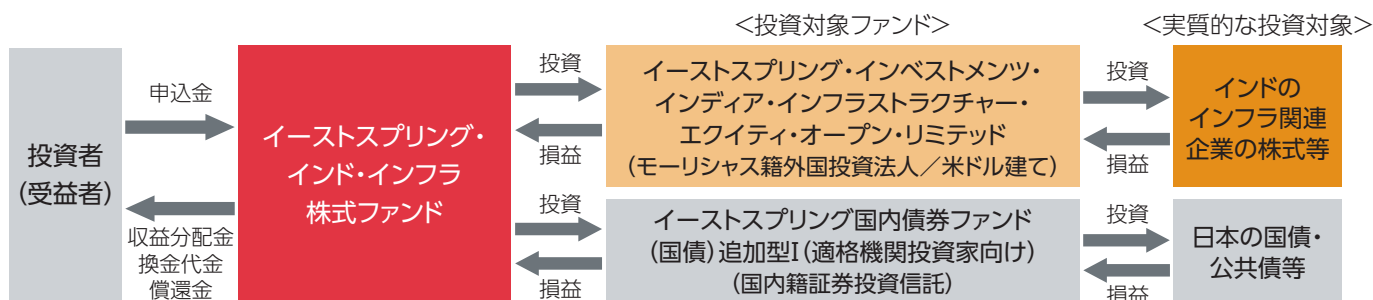 ＜投資対象ファンド＞
＜実質的な投資対象＞
投資者
（受益者）
申込金
収益分配金
換金代金
償還金
イーストスプリング・
インド・インフラ
株式ファンド
投資
損益
イーストスプリング・インベストメンツ・
インディア・インフラストラクチャー・
エクイティ・オープン・リミテッド
（モーリシャス籍外国投資法人／米ドル建て）
投資
損益
インドの
インフラ関連
企業の株式等
投資
損益
イーストスプリング国内債券ファンド
（国債）追加型I（適格機関投資家向け）
（国内籍証券投資信託）
投資
損益
日本の国債・
公共債等